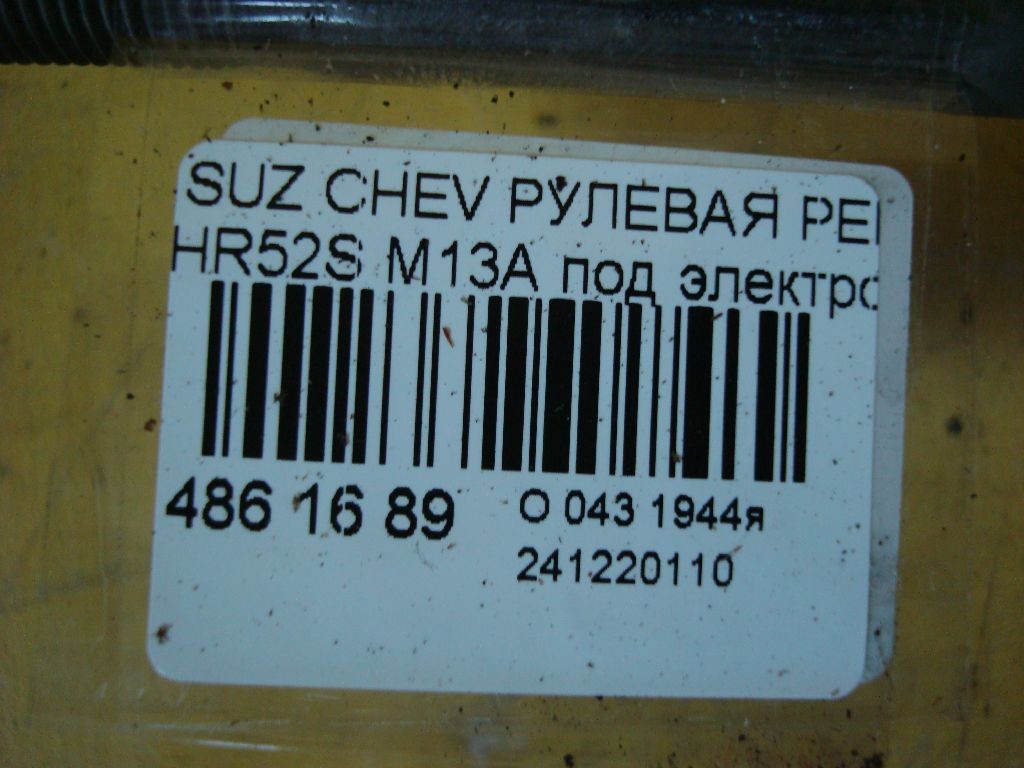 SUZ CHEV РУЛЕВАЯ РЕ
HR52S M13A под электро
486 16 89
О 043 1944я
241220110